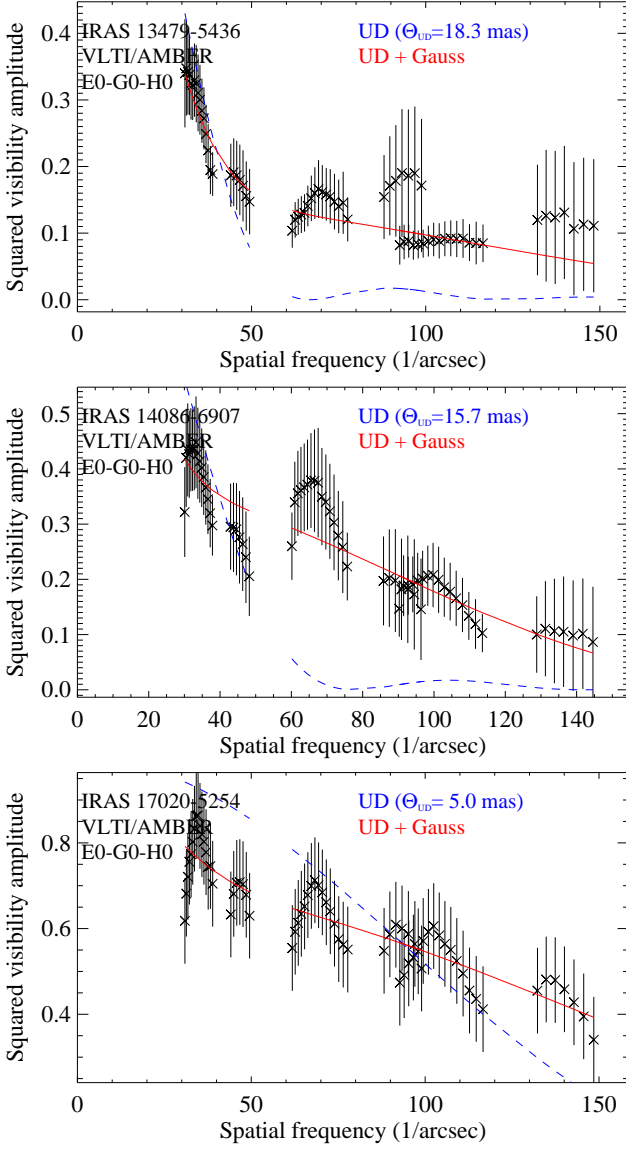 IRAS 13479-5436 UD (Θ_UD=18.3 mas)
VLTI/AMBER UD + Gauss
E0-G0-H0
0.4
0.3
0.2
0.1
0.0
Squared visibility amplitude
0 50 100 150
Spatial frequency (1/arcsec)
IRAS 14086-6907 UD (Θ_UD=15.7 mas)
VLTI/AMBER UD + Gauss
E0-G0-H0
0.5
0.4
0.3
0.2
0.1
0.0
Squared visibility amplitude
0 20 40 60 80 100 120 140
Spatial frequency (1/arcsec)
IRAS 17020-5254 UD (Θ_UD= 5.0 mas)
VLTI/AMBER UD + Gauss
E0-G0-H0
0.8
0.6
0.4
Squared visibility amplitude
0 50 100 150
Spatial frequency (1/arcsec)